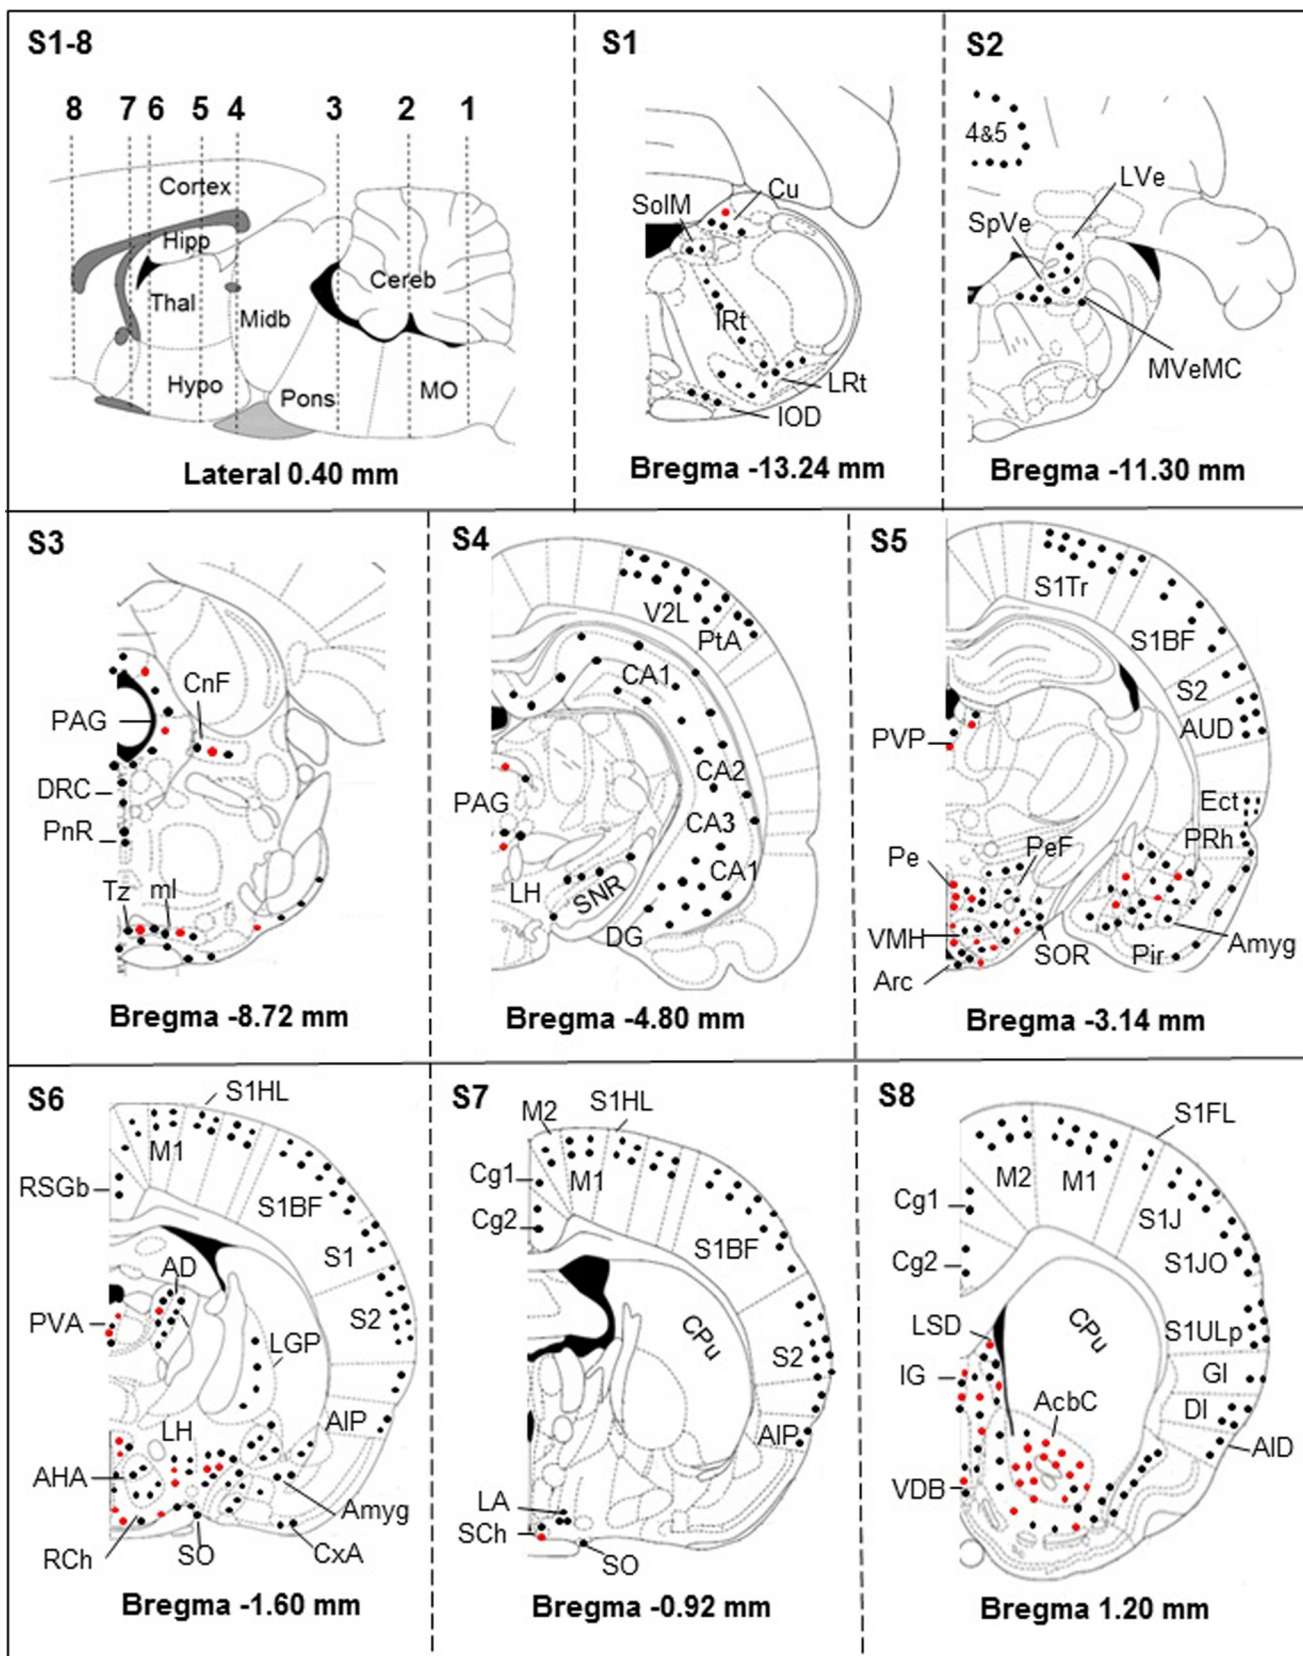 S1-8
8 7 6 5 4 3 2 1
Cortex
Hipp
Thal
Midb
Cereb
Hypo
Pons
MO
Lateral 0.40 mm
S1
SolM
Cu
IRt
LRt
IOD
Bregma -13.24 mm
S2
4&5
LVe
SpVe
MVeMC
Bregma -11.30 mm
S3
CnF
PAG
DRC
PnR
Tz ml
Bregma -8.72 mm
S4
V2L
PtA
CA1
CA2
PAG
CA3
CA1
LH
SNR
DG
Bregma -4.80 mm
S5
S1Tr
S1BF
S2
AUD
PVP
Ect
PRh
Pe
PeF
VMH
SOR
Pir
Amyg
Arc
Bregma -3.14 mm
S6
S1HL
M1
RSGb
S1BF
S1
AD
S2
PVA
LGP
AIP
LH
AHA
Amyg
RCh
SO
CxA
Bregma -1.60 mm
S7
M2
S1HL
Cg1
M1
Cg2
S1BF
CPu
S2
AIP
LA
SCh
SO
Bregma -0.92 mm
S8
S1FL
M2
M1
Cg1
S1J
Cg2
S1JO
LSD
CPu
S1ULp
IG
GI
AcbC
DI
AID
VDB
Bregma 1.20 mm